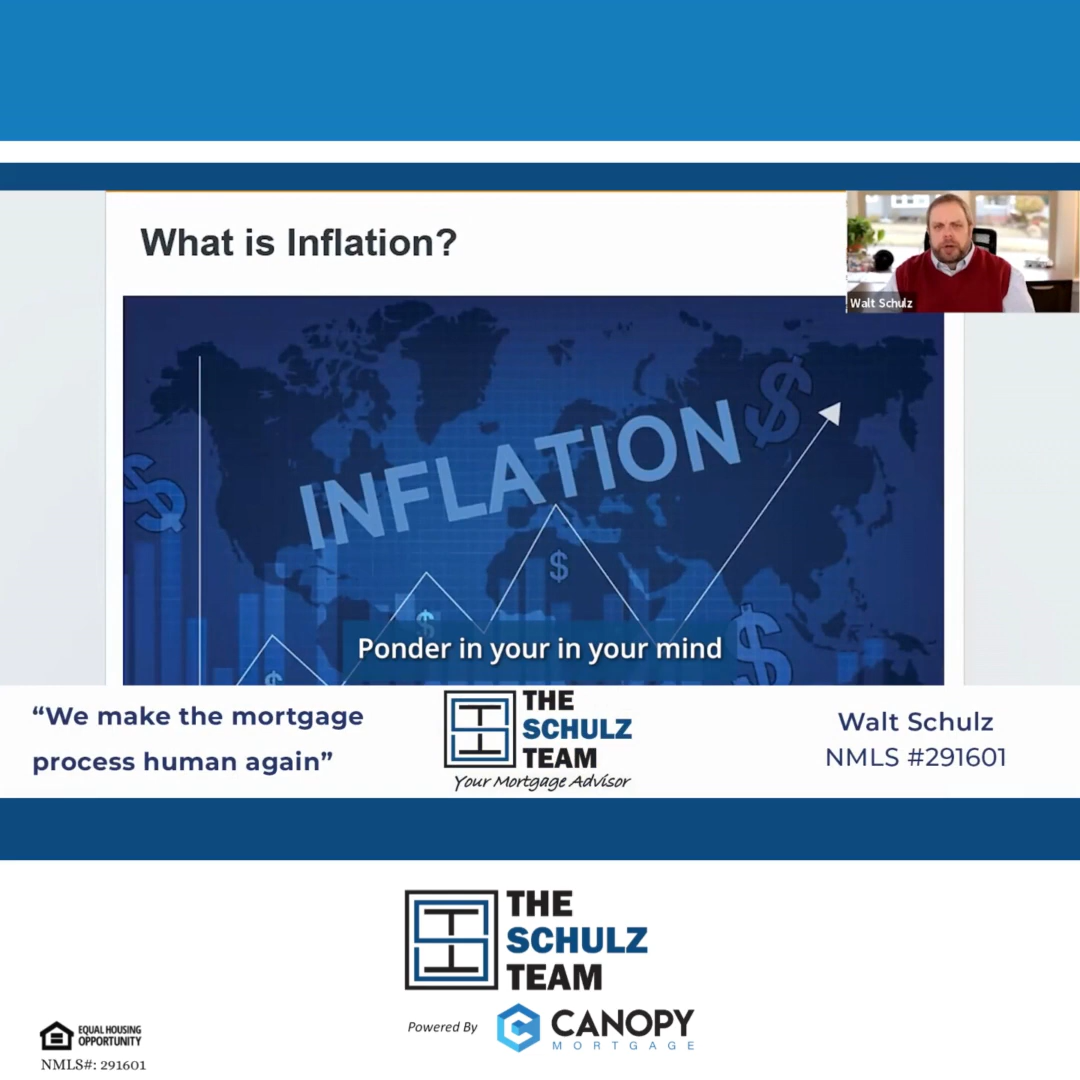 What is Inflation?
Walt Schulz
INFLATION
$
$
$
$
$
$
Ponder in your in your mind
“We make the mortgage
process human again”
THE
SCHULZ
TEAM
Your Mortgage Advisor
Walt Schulz
NMLS #291601
THE
SCHULZ
TEAM
Powered By
CANOPY
MORTGAGE
EQUAL HOUSING
OPPORTUNITY
NMLS#: 291601